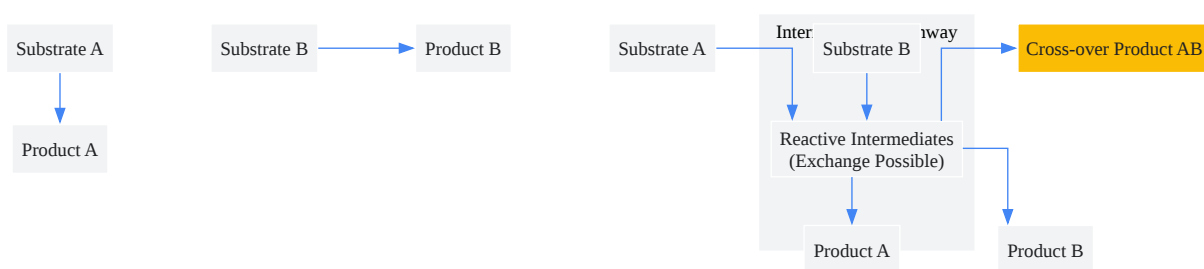 Substrate A
Product A
Substrate B
Product B
Substrate A
Substrate B
Cross-over Product AB
Reactive Intermediates
(Exchange Possible)
Product A
Product B